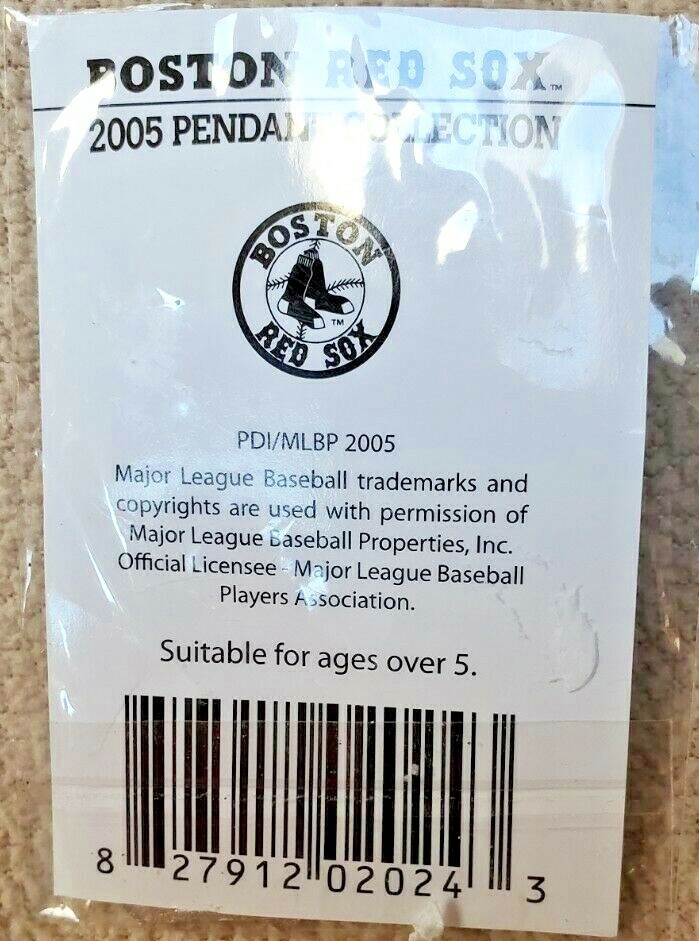 BOSTON RED SOX™
2005 PENDANT COLLECTION
BOSTON
RED SOX
TM
PDI/MLBP 2005
Major League Baseball trademarks and
copyrights are used with permission of
Major League Baseball Properties, Inc.
Official Licensee - Major League Baseball
Players Association.
Suitable for ages over 5.
8 27912 02024 3